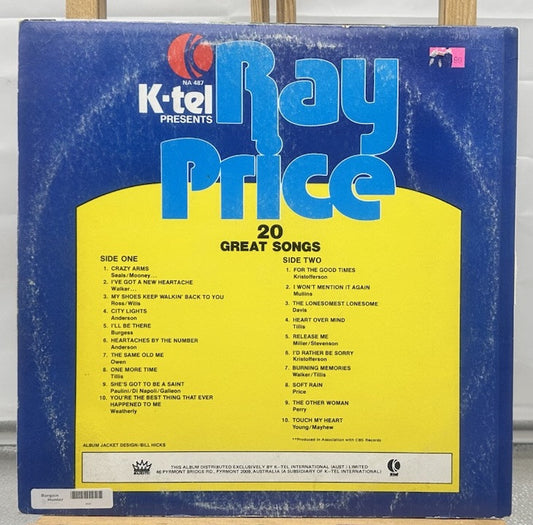 NA 487
K-tel
PRESENTS
Ray
Price
20
GREAT SONGS
SIDE ONE
1. CRAZY ARMS
Seals/Mooney...
2. I'VE GOT A NEW HEARTACHE
Walker...
3. MY SHOES KEEP WALKIN' BACK TO YOU
Ross/Wills
4. CITY LIGHTS
Anderson
5. I'LL BE THERE
Burgess
6. HEARTACHES BY THE NUMBER
Anderson
7. THE SAME OLD ME
Owen
8. ONE MORE TIME
Tillis
9. SHE'S GOT TO BE A SAINT
Paulini/Di Napoli/Galleon
10. YOU'RE THE BEST THING THAT EVER
HAPPENED TO ME
Weatherly
SIDE TWO
1. FOR THE GOOD TIMES
Kristofferson
2. I WON'T MENTION IT AGAIN
Mullins
3. THE LONESOMEST LONESOME
Davis
4. HEART OVER MIND
Tillis
5. RELEASE ME
Miller/Stevenson
6. I'D RATHER BE SORRY
Kristofferson
7. BURNING MEMORIES
Walker/Tillis
8. SOFT RAIN
Price
9. THE OTHER WOMAN
Perry
10. TOUCH MY HEART
Young/Mayhew
**Produced in Association with CBS Records
ALBUM JACKET DESIGN/BILL HICKS
MAJESTIC
THIS ALBUM DISTRIBUTED EXCLUSIVELY BY K-TEL INTERNATIONAL (AUST.) LIMITED
46 PYRMONT BRIDGE RD., PYRMONT 2009, AUSTRALIA (A SUBSIDIARY OF K-TEL INTERNATIONAL)
K-tel
Bargain
Hunter